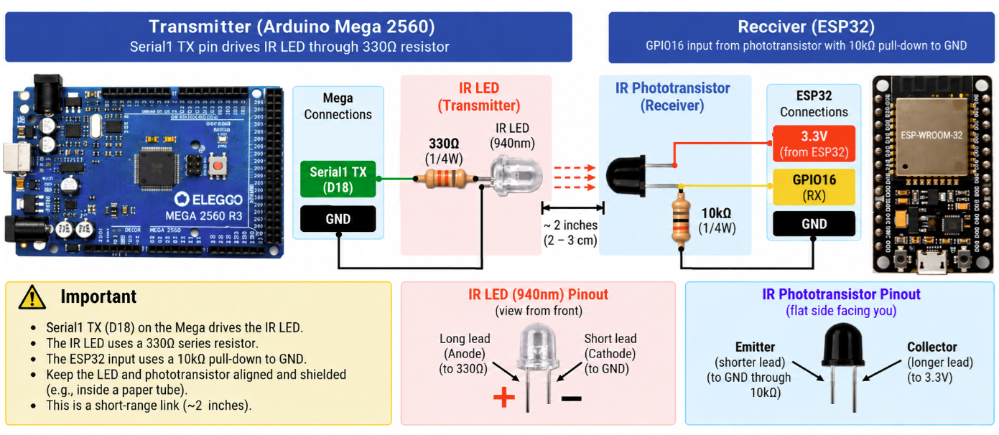 Transmitter (Arduino Mega 2560)
Serial1 TX pin drives IR LED through 330Ω resistor
Recciver (ESP32)
GPIO16 input from phototransistor with 10kΩ pull-down to GND
Mega
Connections
Serial1 TX
(D18)
GND
IR LED
(Transmitter)
330Ω
(1/4W)
IR LED
(940nm)
~ 2 inches
(2 – 3 cm)
IR Phototransistor
(Receiver)
10kΩ
(1/4W)
ESP32
Connections
3.3V
(from ESP32)
GPIO16
(RX)
GND
ELEGGO
MEGA 2560 R3
DECOR
MEGA 2560
ESP-WROOM-32
Important
• Serial1 TX (D18) on the Mega drives the IR LED.
• The IR LED uses a 330Ω series resistor.
• The ESP32 input uses a 10kΩ pull-down to GND.
• Keep the LED and phototransistor aligned and shielded
(e.g., inside a paper tube).
• This is a short-range link (~2 inches).
IR LED (940nm) Pinout
(view from front)
Long lead
(Anode)
(to 330Ω)
Short lead
(Cathode)
(to GND)
+
−
IR Phototransistor Pinout
(flat side facing you)
Emitter
(shorter lead)
(to GND through
10kΩ)
Collector
(longer lead)
(to 3.3V)